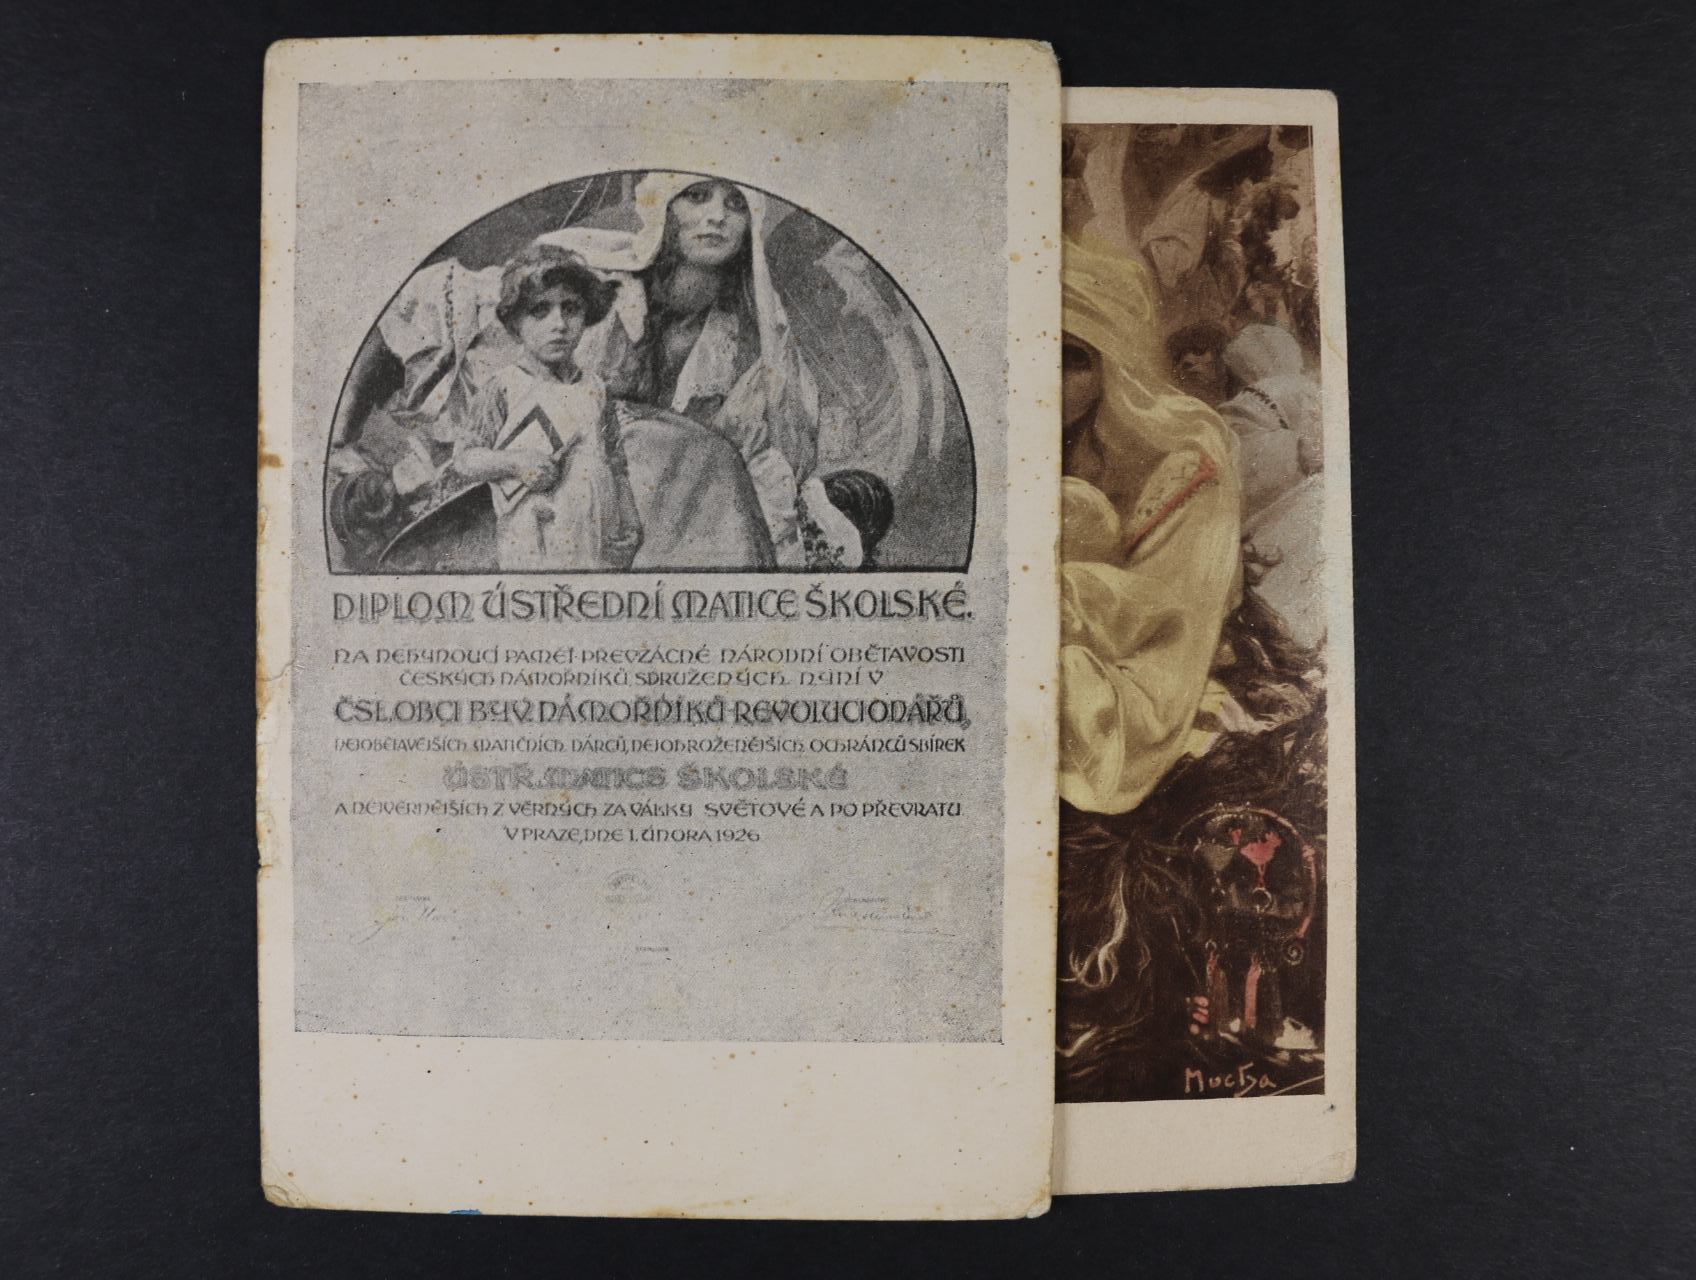 DIPLOM ÚSTŘEDNÍ MATICE ŠKOLSKÉ.
NA NEHYNOUCÍ PAMĚŤ PŘEVZÁCNÉ NÁRODNÍ OBĚTAVOSTI
ČESKÝCH NÁMOŘNÍKŮ, SDRUŽENÝCH NYNÍ V
ČSL.OBCI BÝV. NÁMOŘNÍKŮ-REVOLUCIONÁŘŮ,
NEJOBĚTAVĚJŠÍCH MATIČNÍCH DÁRCŮ, NEJOHROŽENĚJŠÍCH OCHRÁNCŮ SBÍREK
ÚSTŘ. MATICE ŠKOLSKÉ
A NEJVĚRNĚJŠÍCH Z VĚRNÝCH ZA VÁLKY SVĚTOVÉ A PO PŘEVRATU.
V PRAZE, DNE 1. ÚNORA 1926
Mucha